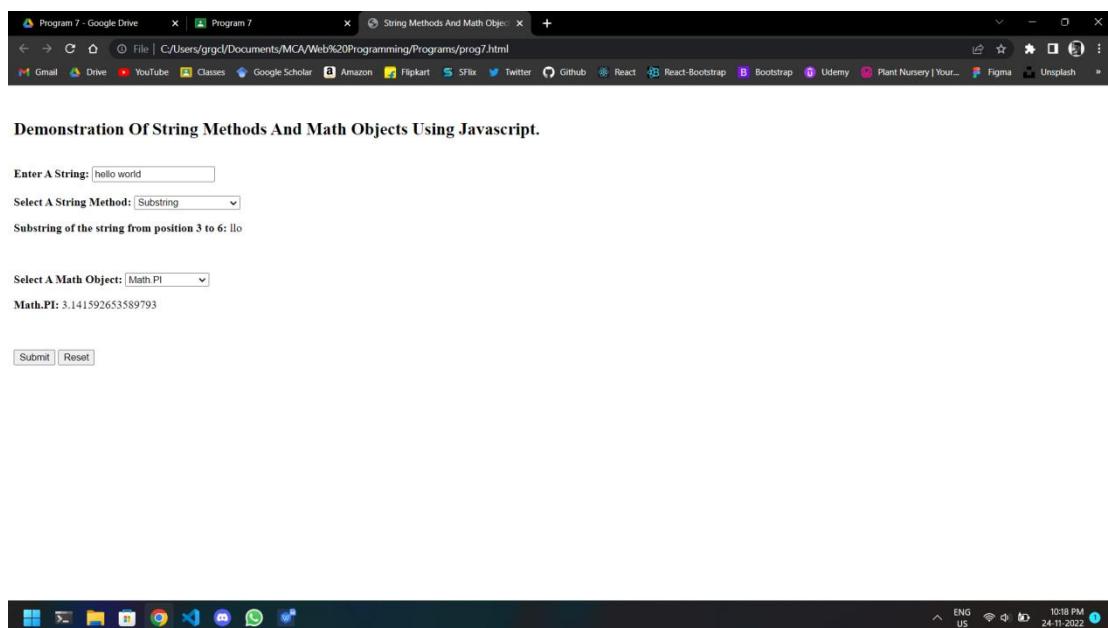 Program 7 - Google Drive
Program 7
String Methods And Math Objec
File C:/Users/grgcl/Documents/MCA/Web%20Programming/Programs/prog7.html
Gmail Drive YouTube Classes Google Scholar Amazon Flipkart SFlix Twitter Github React React-Bootstrap Bootstrap Udemy Plant Nursery | Your... Figma Unsplash »
Demonstration Of String Methods And Math Objects Using Javascript.
Enter A String: hello world
Select A String Method: Substring
Substring of the string from position 3 to 6: llo
Select A Math Object: Math.PI
Math.PI: 3.141592653589793
Submit Reset
ENG 10:18 PM
US 24-11-2022 1